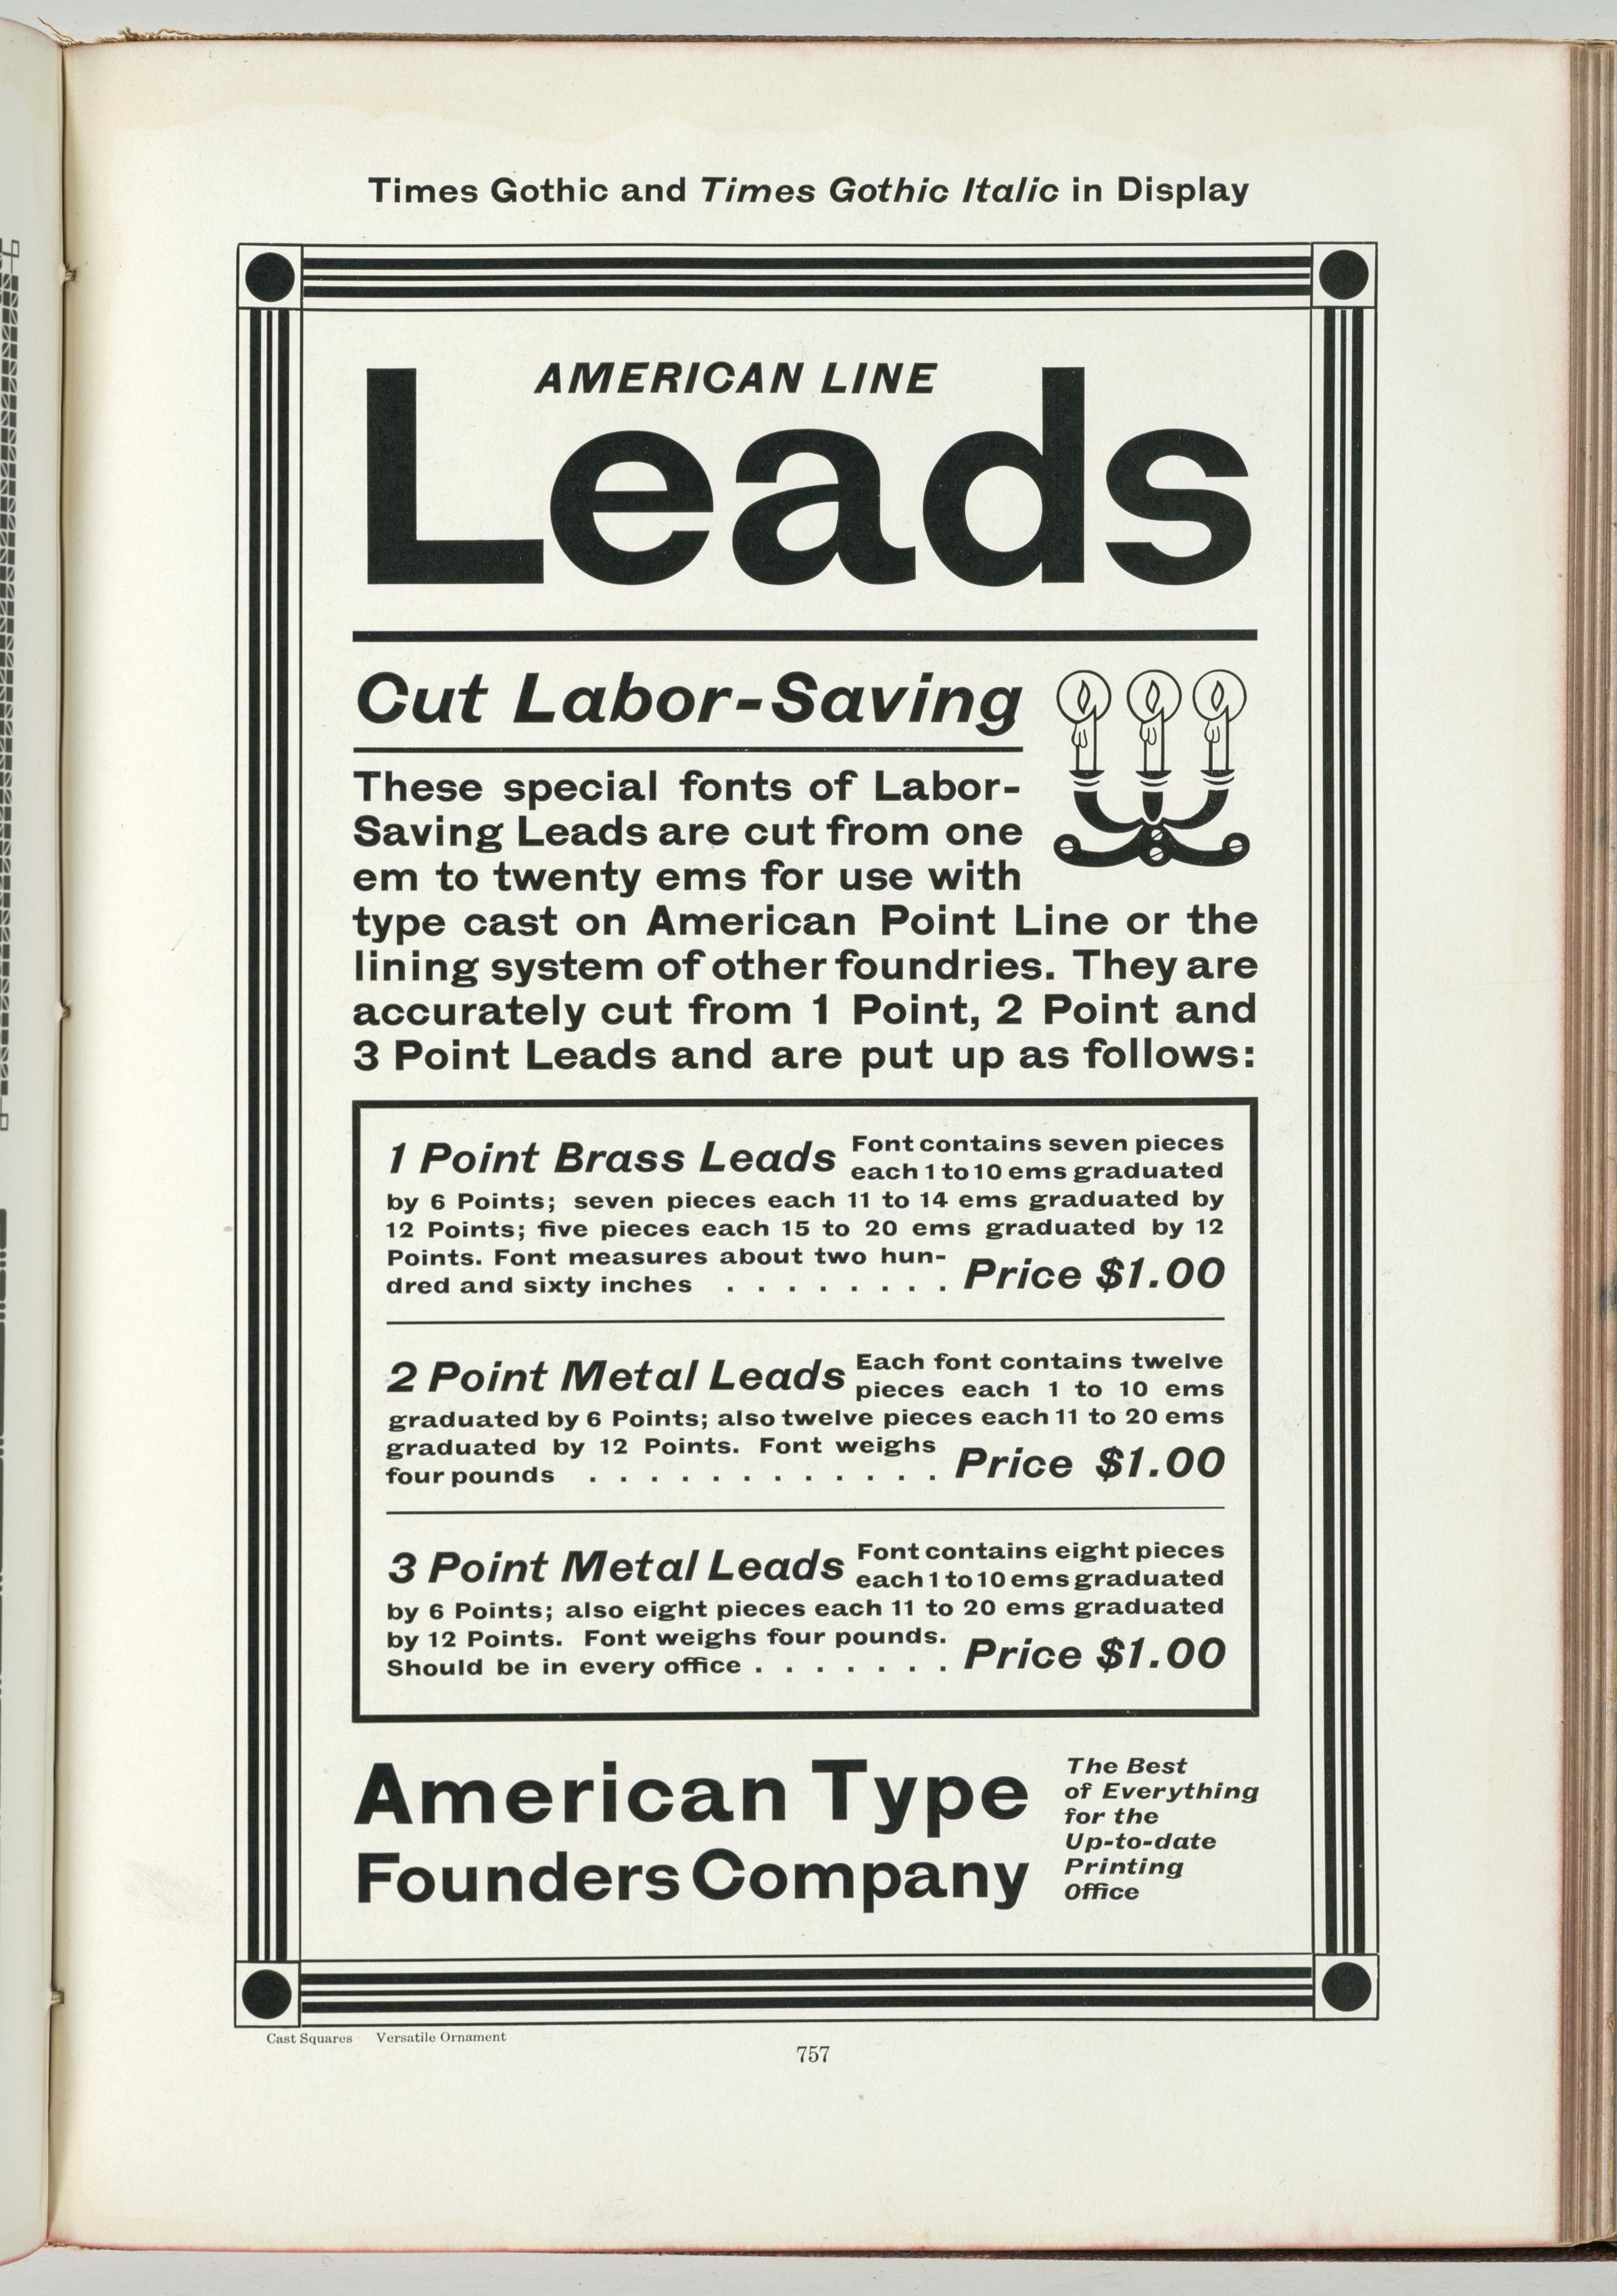 Times Gothic and Times Gothic Italic in Display
AMERICAN LINE
Leads
Cut Labor-Saving
These special fonts of Labor-
Saving Leads are cut from one
em to twenty ems for use with
type cast on American Point Line or the
lining system of other foundries. They are
accurately cut from 1 Point, 2 Point and
3 Point Leads and are put up as follows:
1 Point Brass Leads Font contains seven pieces
each 1 to 10 ems graduated
by 6 Points; seven pieces each 11 to 14 ems graduated by
12 Points; five pieces each 15 to 20 ems graduated by 12
Points. Font measures about two hun-
dred and sixty inches . . . . . . . . Price $1.00
2 Point Metal Leads Each font contains twelve
pieces each 1 to 10 ems
graduated by 6 Points; also twelve pieces each 11 to 20 ems
graduated by 12 Points. Font weighs
four pounds . . . . . . . . . . . . Price $1.00
3 Point Metal Leads Font contains eight pieces
each 1 to 10 ems graduated
by 6 Points; also eight pieces each 11 to 20 ems graduated
by 12 Points. Font weighs four pounds.
Should be in every office . . . . . . . Price $1.00
American Type
Founders Company
The Best
of Everything
for the
Up-to-date
Printing
Office
Cast Squares Versatile Ornament
757